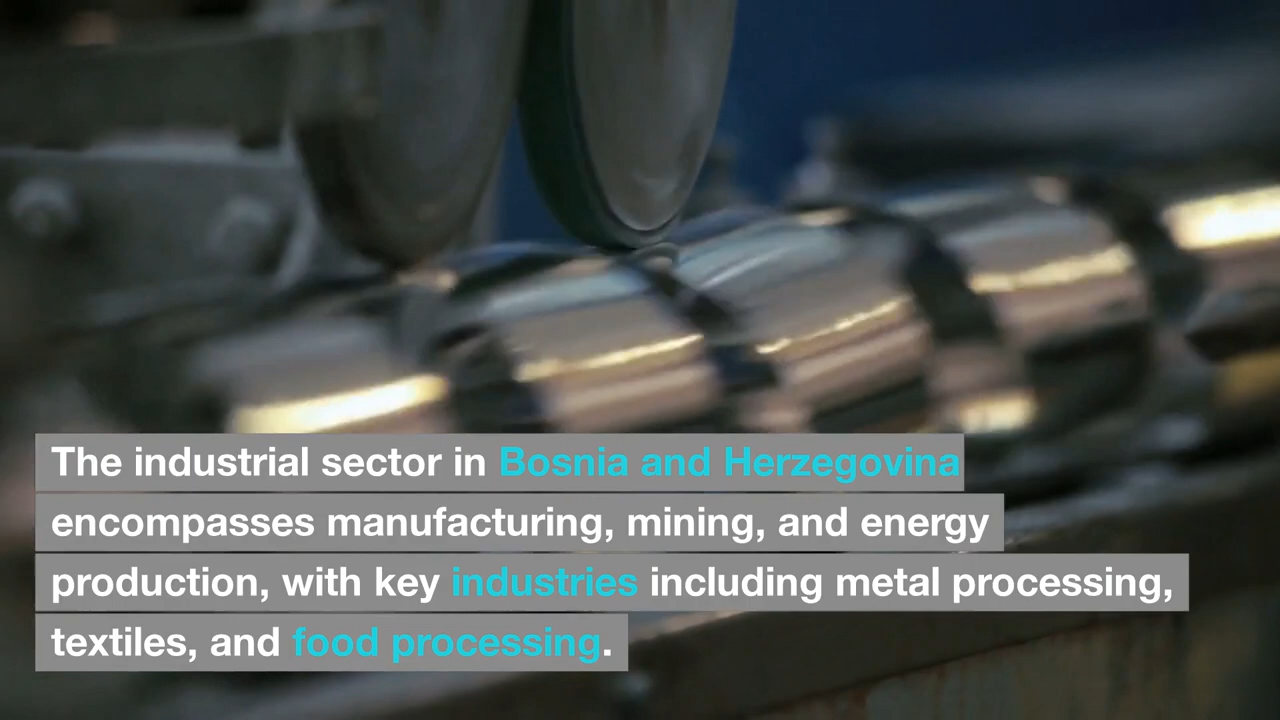 The industrial sector in Bosnia and Herzegovina
encompasses manufacturing, mining, and energy
production, with key industries including metal processing,
textiles, and food processing.